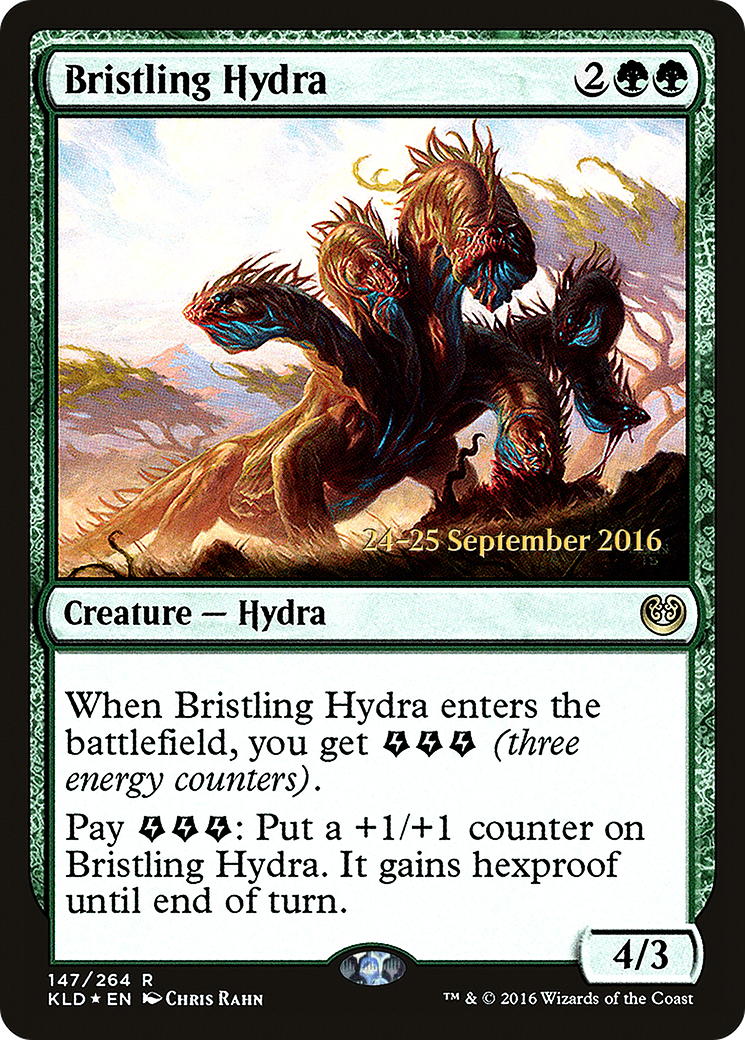 Bristling Hydra 2
24–25 September 2016
Creature — Hydra
When Bristling Hydra enters the
battlefield, you get (three
energy counters).
Pay : Put a +1/+1 counter on
Bristling Hydra. It gains hexproof
until end of turn.
4/3
147/264 R
KLD ★ EN Chris Rahn
™ & © 2016 Wizards of the Coast